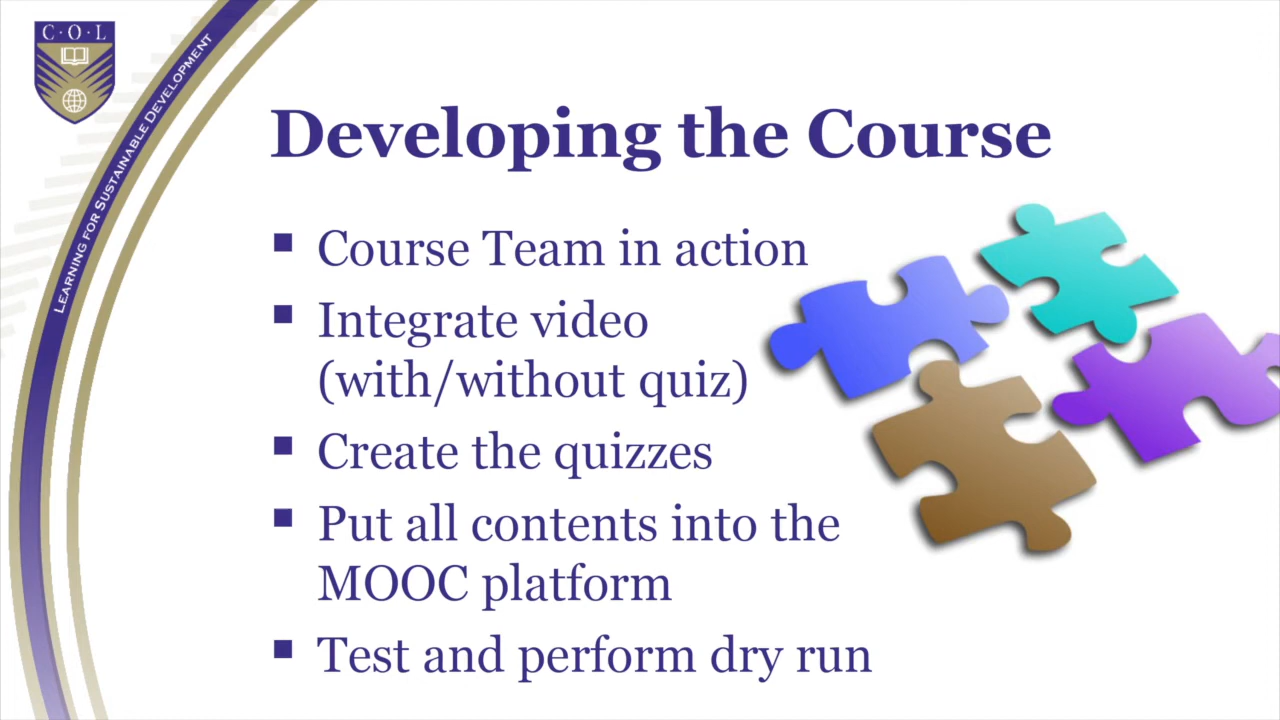 C·O·L
LEARNING FOR SUSTAINABLE DEVELOPMENT
Developing the Course
▪ Course Team in action
▪ Integrate video
(with/without quiz)
▪ Create the quizzes
▪ Put all contents into the
MOOC platform
▪ Test and perform dry run